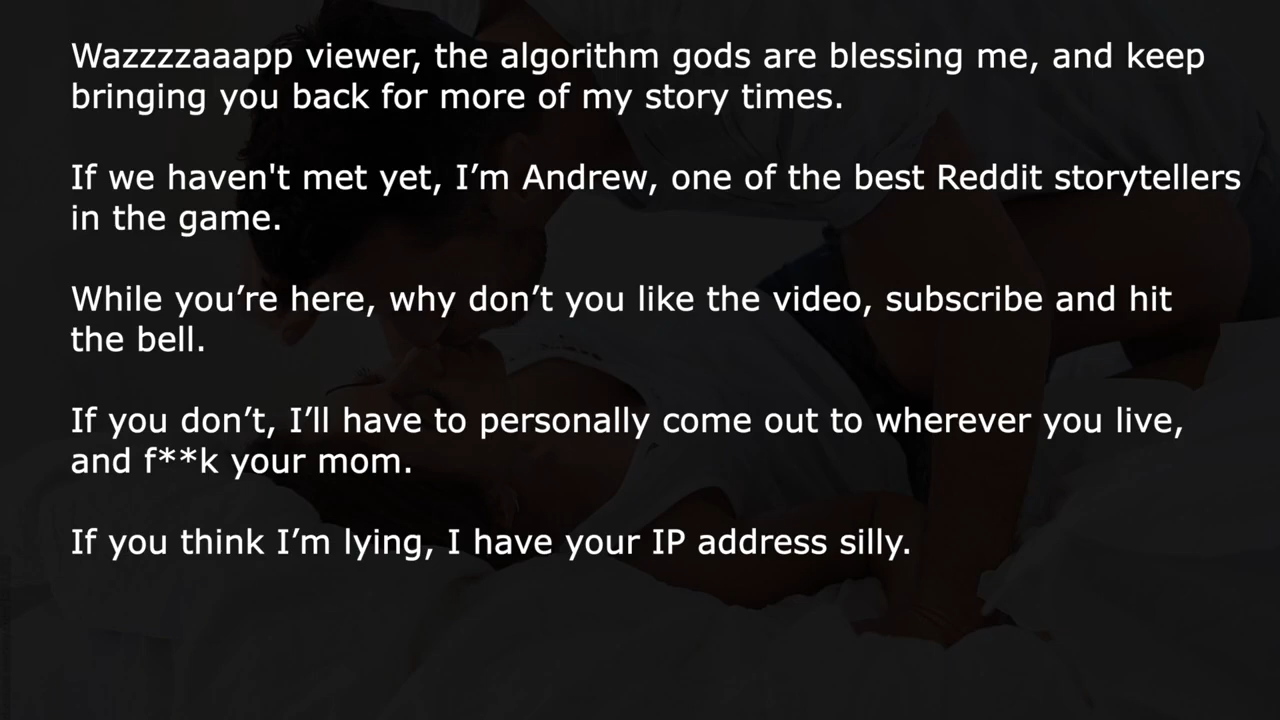 Wazzzzaaapp viewer, the algorithm gods are blessing me, and keep
bringing you back for more of my story times.
If we haven't met yet, I’m Andrew, one of the best Reddit storytellers
in the game.
While you’re here, why don’t you like the video, subscribe and hit
the bell.
If you don’t, I’ll have to personally come out to wherever you live,
and f**k your mom.
If you think I’m lying, I have your IP address silly.